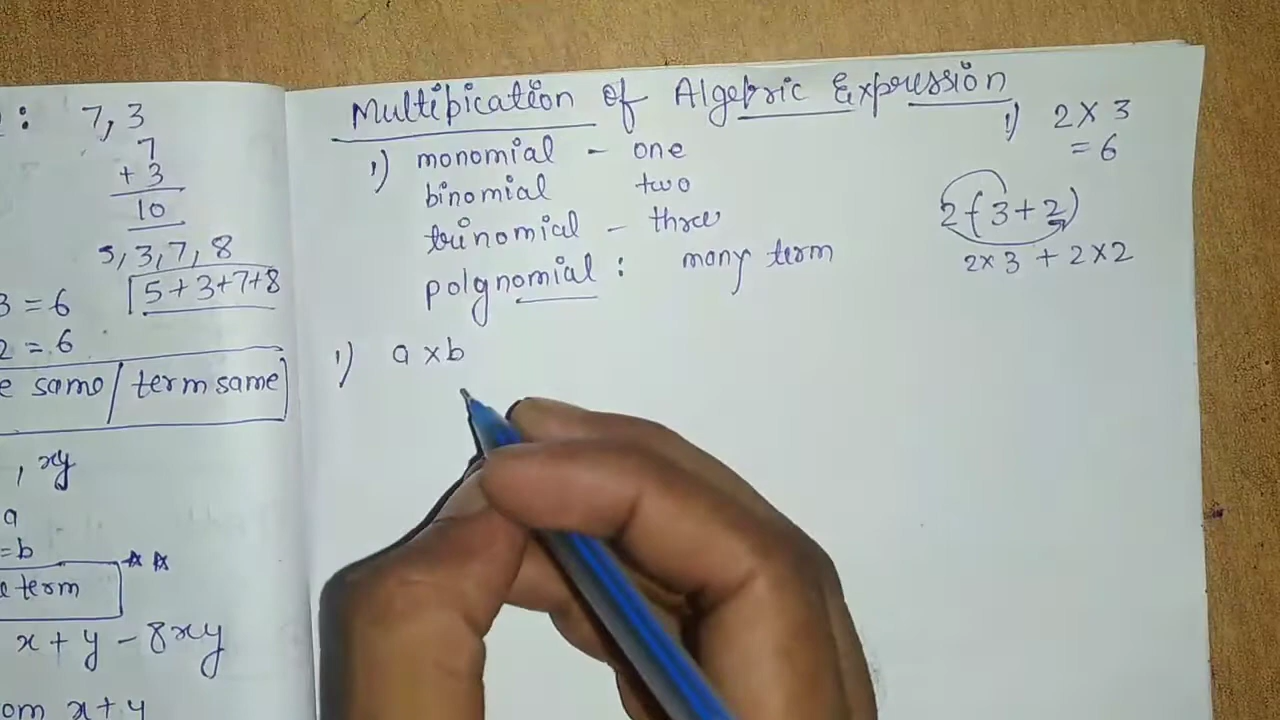 : 7, 3
7
+ 3
10
5, 3, 7, 8
5+3+7+8
3 = 6
2 = 6
e same / term same
, xy
a
=b
e term
x + y - 8xy
om x + y
Multipication of Algebric Expression
1) monomial - one
binomial two
trinomial - three
polgnomial : many term
1) 2 x 3
= 6
2(3+2)
2x3 + 2x2
1) a x b